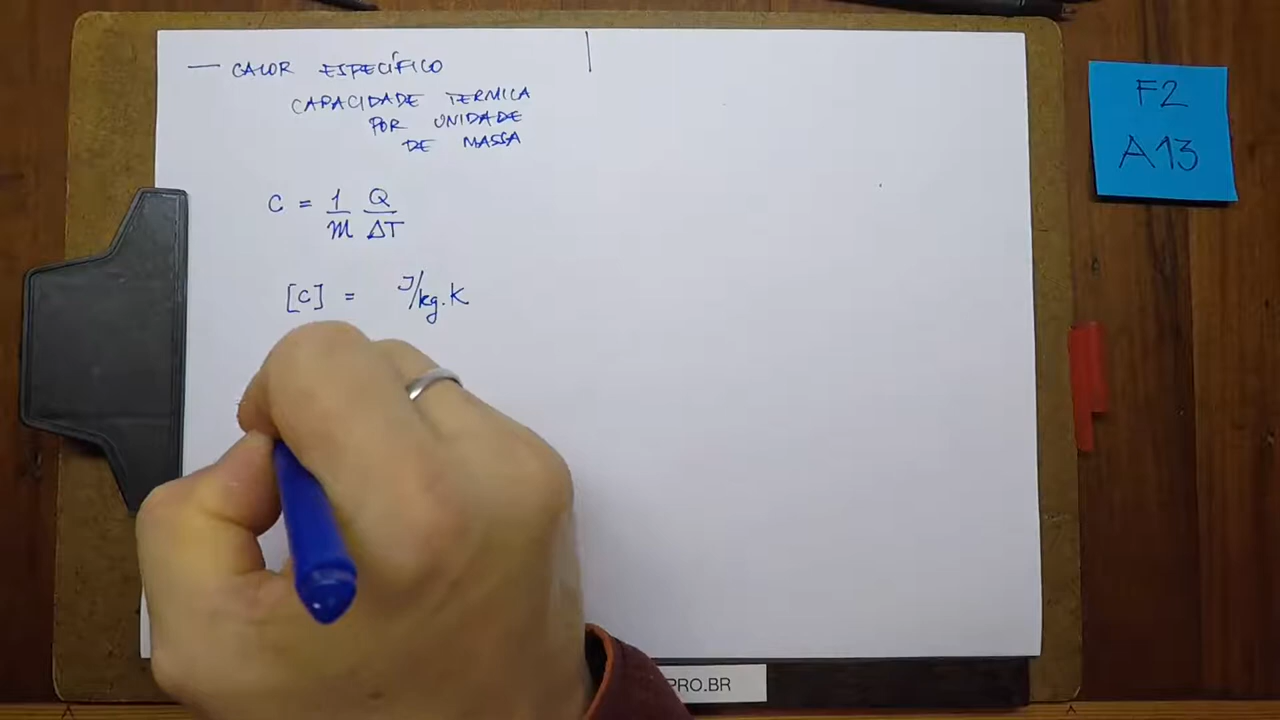 — CALOR ESPECÍFICO
CAPACIDADE TERMICA
POR UNIDADE
DE MASSA
C = 1/m Q/ΔT
[C] = J/kg.K
F2
A13
PRO.BR